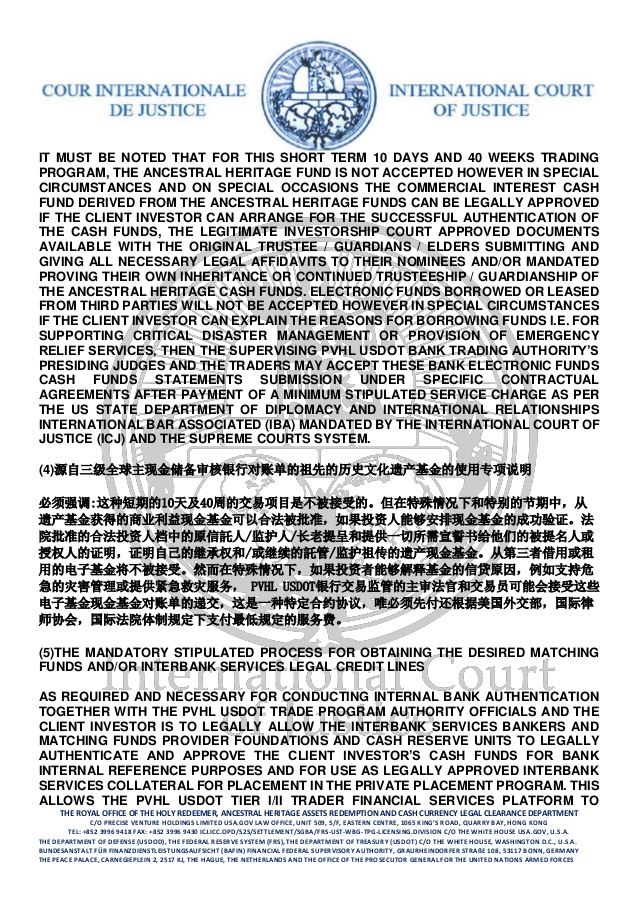 COUR INTERNATIONALE INTERNATIONAL COURT
DE JUSTICE OF JUSTICE
IT MUST BE NOTED THAT FOR THIS SHORT TERM 10 DAYS AND 40 WEEKS TRADING
PROGRAM, THE ANCESTRAL HERITAGE FUND IS NOT ACCEPTED HOWEVER IN SPECIAL
CIRCUMSTANCES AND ON SPECIAL OCCASIONS THE COMMERCIAL INTEREST CASH
FUND DERIVED FROM THE ANCESTRAL HERITAGE FUNDS CAN BE LEGALLY APPROVED
IF THE CLIENT INVESTOR CAN ARRANGE FOR THE SUCCESSFUL AUTHENTICATION OF
THE CASH FUNDS, THE LEGITIMATE INVESTORSHIP COURT APPROVED DOCUMENTS
AVAILABLE WITH THE ORIGINAL TRUSTEE / GUARDIANS / ELDERS SUBMITTING AND
GIVING ALL NECESSARY LEGAL AFFIDAVITS TO THEIR NOMINEES AND/OR MANDATED
PROVING THEIR OWN INHERITANCE OR CONTINUED TRUSTEESHIP / GUARDIANSHIP OF
THE ANCESTRAL HERITAGE CASH FUNDS. ELECTRONIC FUNDS BORROWED OR LEASED
FROM THIRD PARTIES WILL NOT BE ACCEPTED HOWEVER IN SPECIAL CIRCUMSTANCES
IF THE CLIENT INVESTOR CAN EXPLAIN THE REASONS FOR BORROWING FUNDS I.E. FOR
SUPPORTING CRITICAL DISASTER MANAGEMENT OR PROVISION OF EMERGENCY
RELIEF SERVICES, THEN THE SUPERVISING PVHL USDOT BANK TRADING AUTHORITY'S
PRESIDING JUDGES AND THE TRADERS MAY ACCEPT THESE BANK ELECTRONIC FUNDS
CASH FUNDS STATEMENTS SUBMISSION UNDER SPECIFIC CONTRACTUAL
AGREEMENTS AFTER PAYMENT OF A MINIMUM STIPULATED SERVICE CHARGE AS PER
THE US STATE DEPARTMENT OF DIPLOMACY AND INTERNATIONAL RELATIONSHIPS
INTERNATIONAL BAR ASSOCIATED (IBA) MANDATED BY THE INTERNATIONAL COURT OF
JUSTICE (ICJ) AND THE SUPREME COURTS SYSTEM.
(4)源自三级全球主现金储备审核银行对账单的祖先的历史文化遗产基金的使用专项说明
必须强调:这种短期的10天及40周的交易项目是不被接受的。但在特殊情况下和特别的节期中，从
遗产基金获得的商业利益现金基金可以合法被批准，如果投资人能够安排现金基金的成功验证。法
院批准的合法投资人档中的原信託人/监护人/长老提呈和提供一切所需宣誓书给他们的被提名人或
授权人的证明，证明自己的继承权和/或继续的託管/监护祖传的遗产现金基金。从第三者借用或租
用的电子基金将不被接受。然而在特殊情况下，如果投资者能够解释基金的信贷原因，例如支持危
急的灾害管理或提供紧急救灾服务， PVHL USDOT银行交易监管的主审法官和交易员可能会接受这些
电子基金现金基金对账单的递交，这是一种特定合约协议，唯必须先付还根据美国外交部，国际律
师协会，国际法院体制规定下支付最低规定的服务费。
(5)THE MANDATORY STIPULATED PROCESS FOR OBTAINING THE DESIRED MATCHING
FUNDS AND/OR INTERBANK SERVICES LEGAL CREDIT LINES
International Court
of Justice
AS REQUIRED AND NECESSARY FOR CONDUCTING INTERNAL BANK AUTHENTICATION
TOGETHER WITH THE PVHL USDOT TRADE PROGRAM AUTHORITY OFFICIALS AND THE
CLIENT INVESTOR IS TO LEGALLY ALLOW THE INTERBANK SERVICES BANKERS AND
MATCHING FUNDS PROVIDER FOUNDATIONS AND CASH RESERVE UNITS TO LEGALLY
AUTHENTICATE AND APPROVE THE CLIENT INVESTOR'S CASH FUNDS FOR BANK
INTERNAL REFERENCE PURPOSES AND FOR USE AS LEGALLY APPROVED INTERBANK
SERVICES COLLATERAL FOR PLACEMENT IN THE PRIVATE PLACEMENT PROGRAM. THIS
ALLOWS THE PVHL USDOT TIER I/II TRADER FINANCIAL SERVICES PLATFORM TO
THE ROYAL OFFICE OF THE HOLY REDEEMER, ANCESTRAL HERITAGE ASSETS REDEMPTION AND CASH CURRENCY LEGAL CLEARANCE DEPARTMENT
C/O PRECISE VENTURE HOLDINGS LIMITED USA.GOV LAW OFFICE, UNIT 509, 5/F, EASTERN CENTRE, 1065 KING'S ROAD, QUARRY BAY, HONG KONG
TEL: +852 3996 9418 FAX: +852 3996 9430 ICJ.ICC.OPD/S2S/SETTLEMENT/SGBA/FRS-UST-WBG-TPG-LICENSING.DIVISION C/O THE WHITE HOUSE USA.GOV, U.S.A.
THE DEPARTMENT OF DEFENSE (USDOD), THE FEDERAL RESERVE SYSTEM (FRS), THE DEPARTMENT OF TREASURY (USDOT) C/O THE WHITE HOUSE, WASHINGTON D.C., U.S.A.
BUNDESANSTALT FÜR FINANZDIENSTLEISTUNGSAUFSICHT (BAFIN) FINANCIAL FEDERAL SUPERVISORY AUTHORITY, GRAURHEINDORFER STRAßE 108, 53117 BONN, GERMANY
THE PEACE PALACE, CARNEGIEPLEIN 2, 2517 KJ, THE HAGUE, THE NETHERLANDS AND THE OFFICE OF THE PROSECUTOR GENERAL FOR THE UNITED NATIONS ARMED FORCES